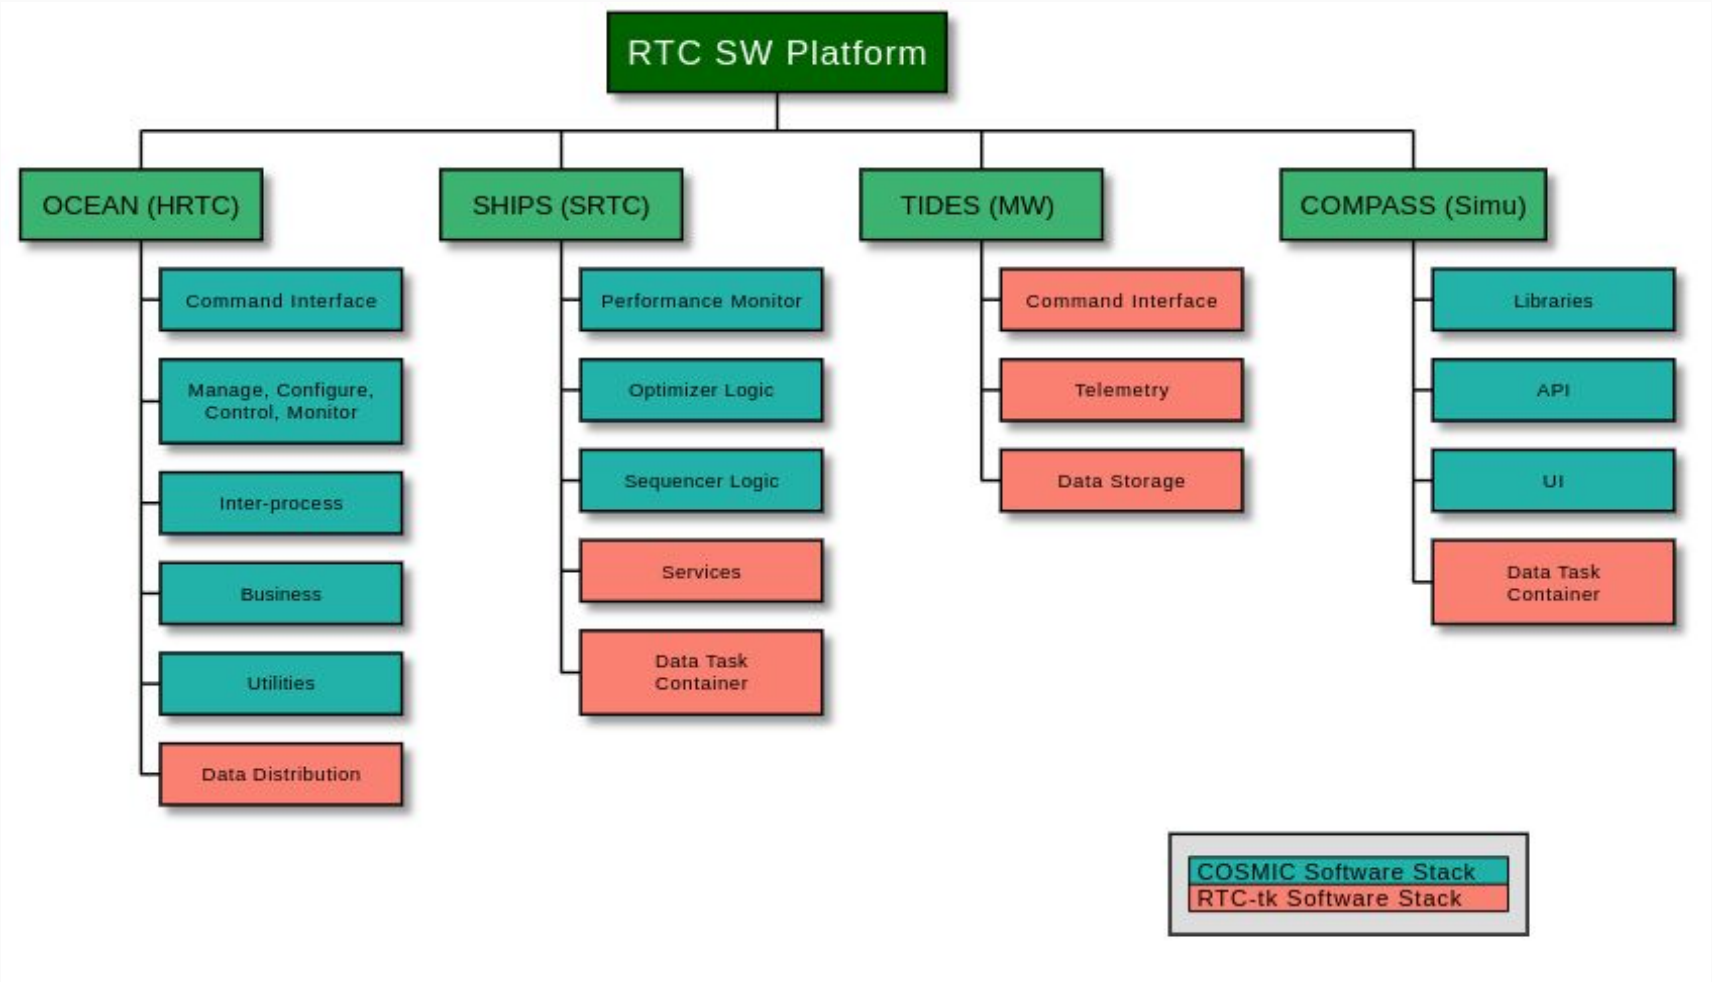 RTC SW Platform
OCEAN (HRTC)
Command Interface
Manage, Configure,
Control, Monitor
Inter-process
Business
Utilities
Data Distribution
SHIPS (SRTC)
Performance Monitor
Optimizer Logic
Sequencer Logic
Services
Data Task
Container
TIDES (MW)
Command Interface
Telemetry
Data Storage
COMPASS (Simu)
Libraries
API
UI
Data Task
Container
COSMIC Software Stack
RTC-tk Software Stack